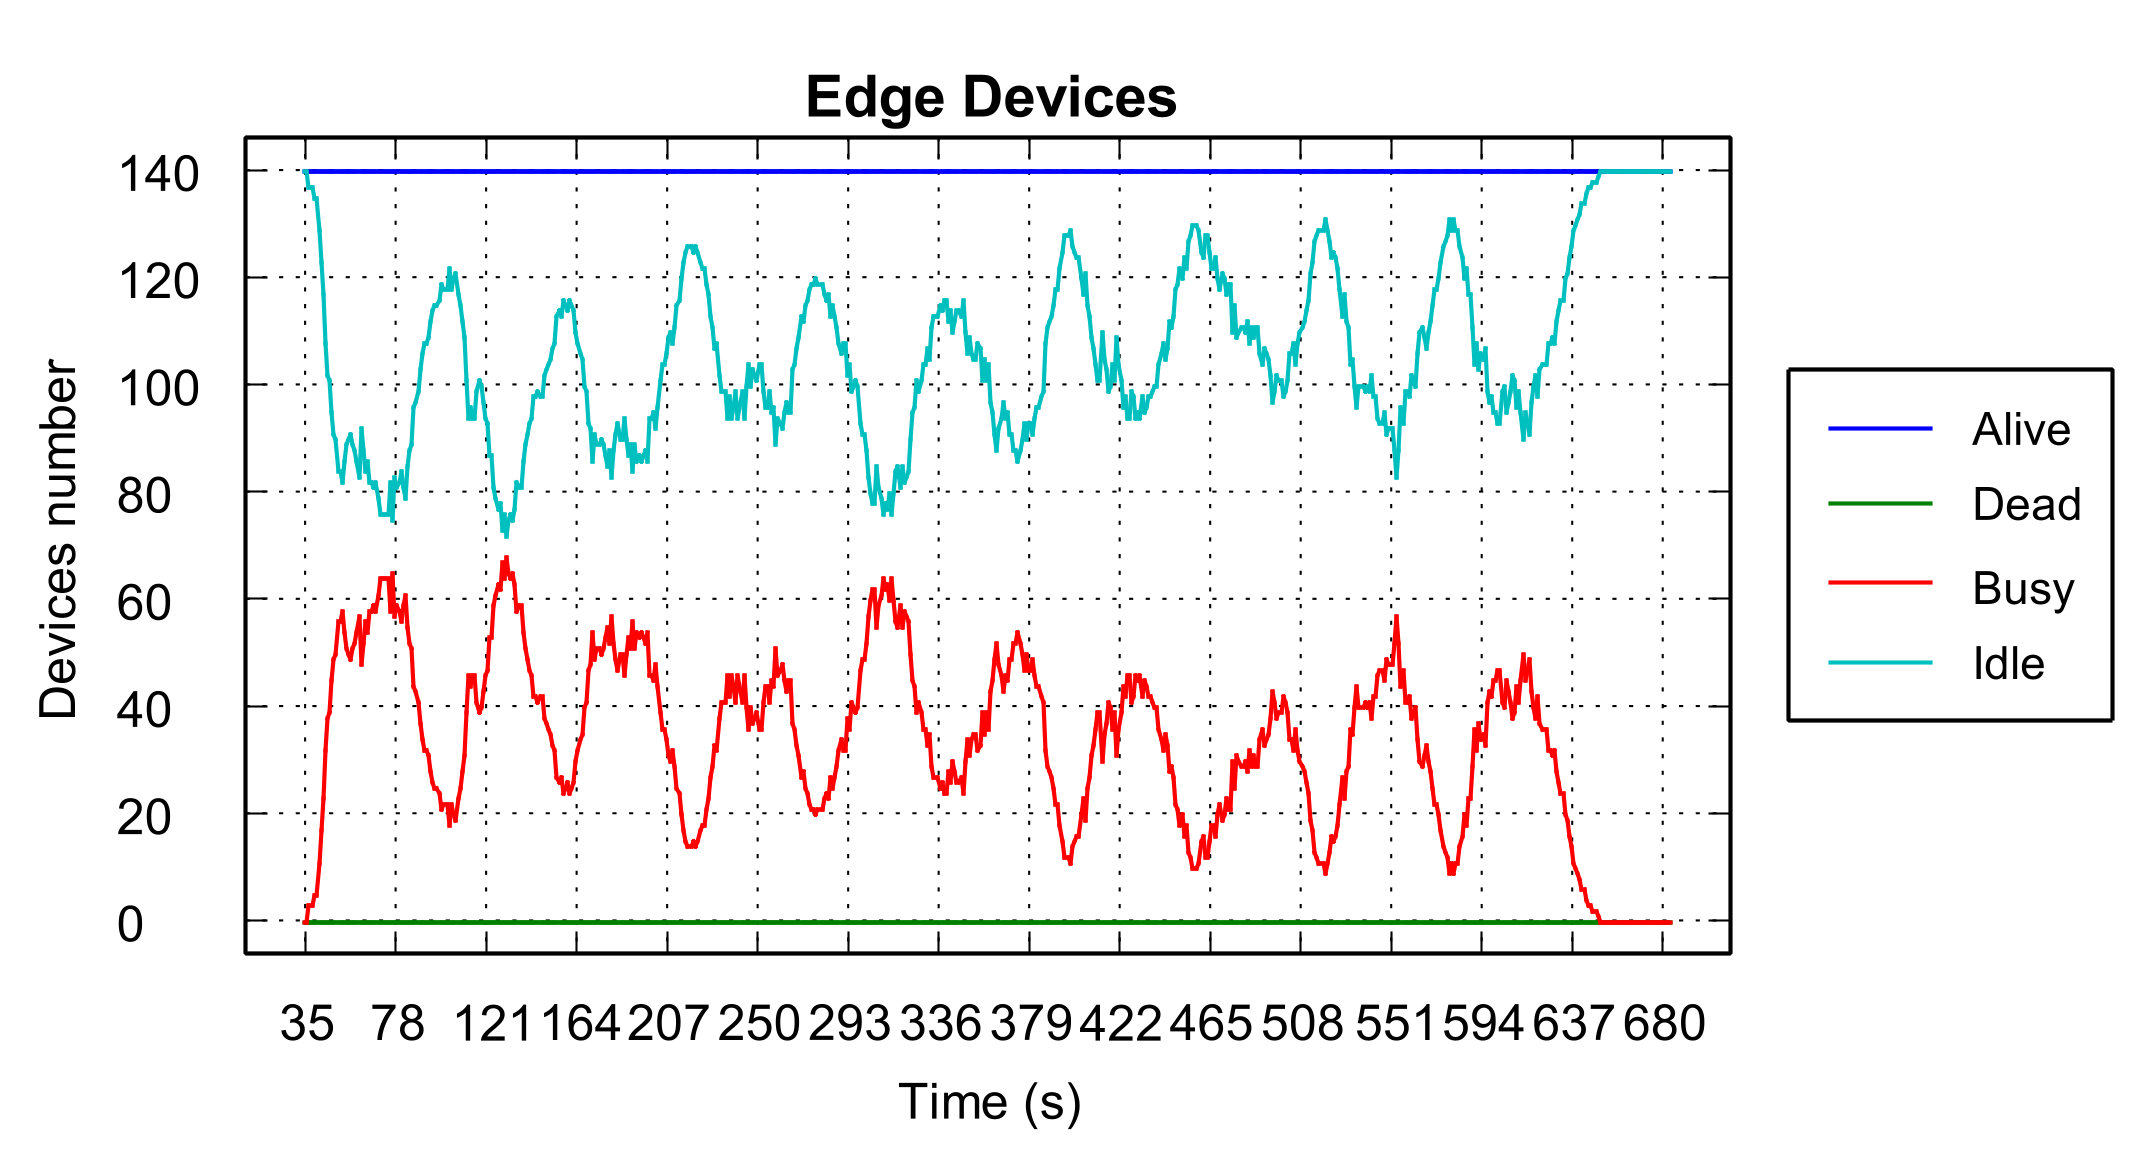 Edge Devices
140
120
100
80
60
40
20
0
Devices number
35 78 121 164 207 250 293 336 379 422 465 508 551 594 637 680
Time (s)
Alive
Dead
Busy
Idle